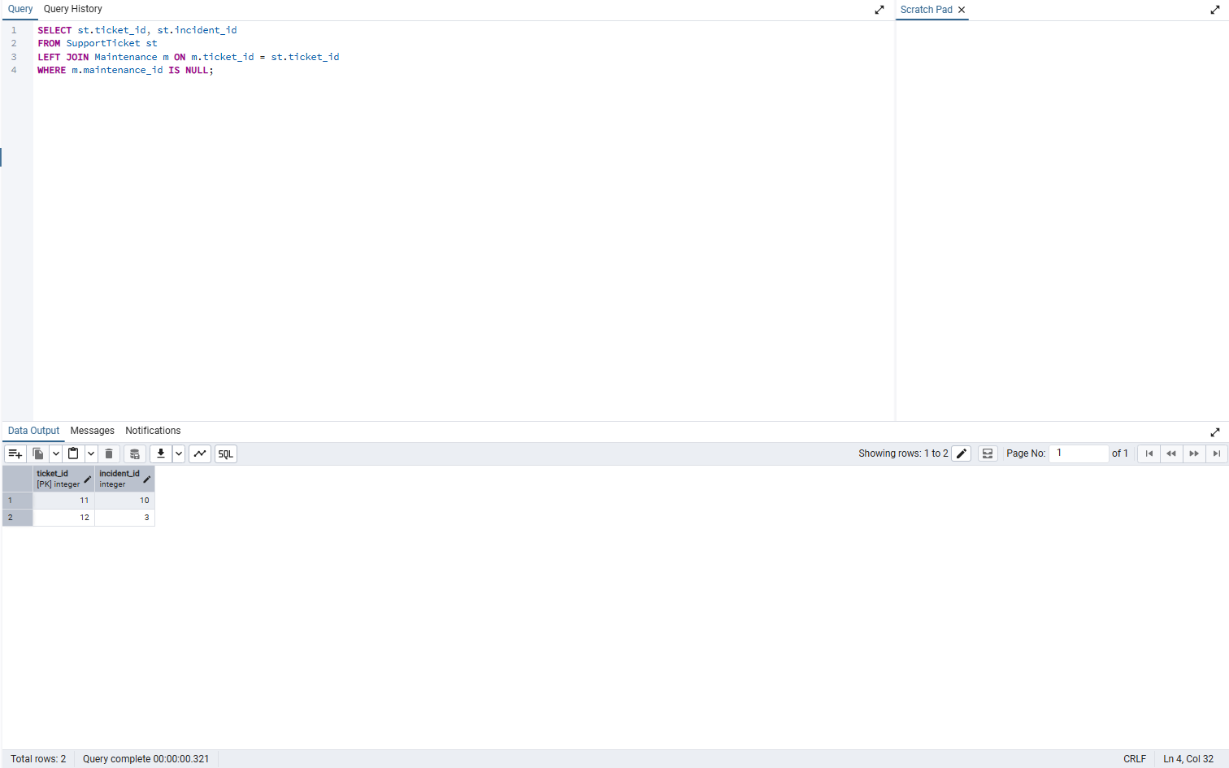 Query Query History
Scratch Pad
1 SELECT st.ticket_id, st.incident_id
2 FROM SupportTicket st
3 LEFT JOIN Maintenance m ON m.ticket_id = st.ticket_id
4 WHERE m.maintenance_id IS NULL;
Data Output Messages Notifications
SQL
Showing rows: 1 to 2
Page No: 1 of 1
ticket_id incident_id
[PK] integer integer
1 11 10
2 12 3
Total rows: 2 Query complete 00:00:00.321
CRLF Ln 4, Col 32